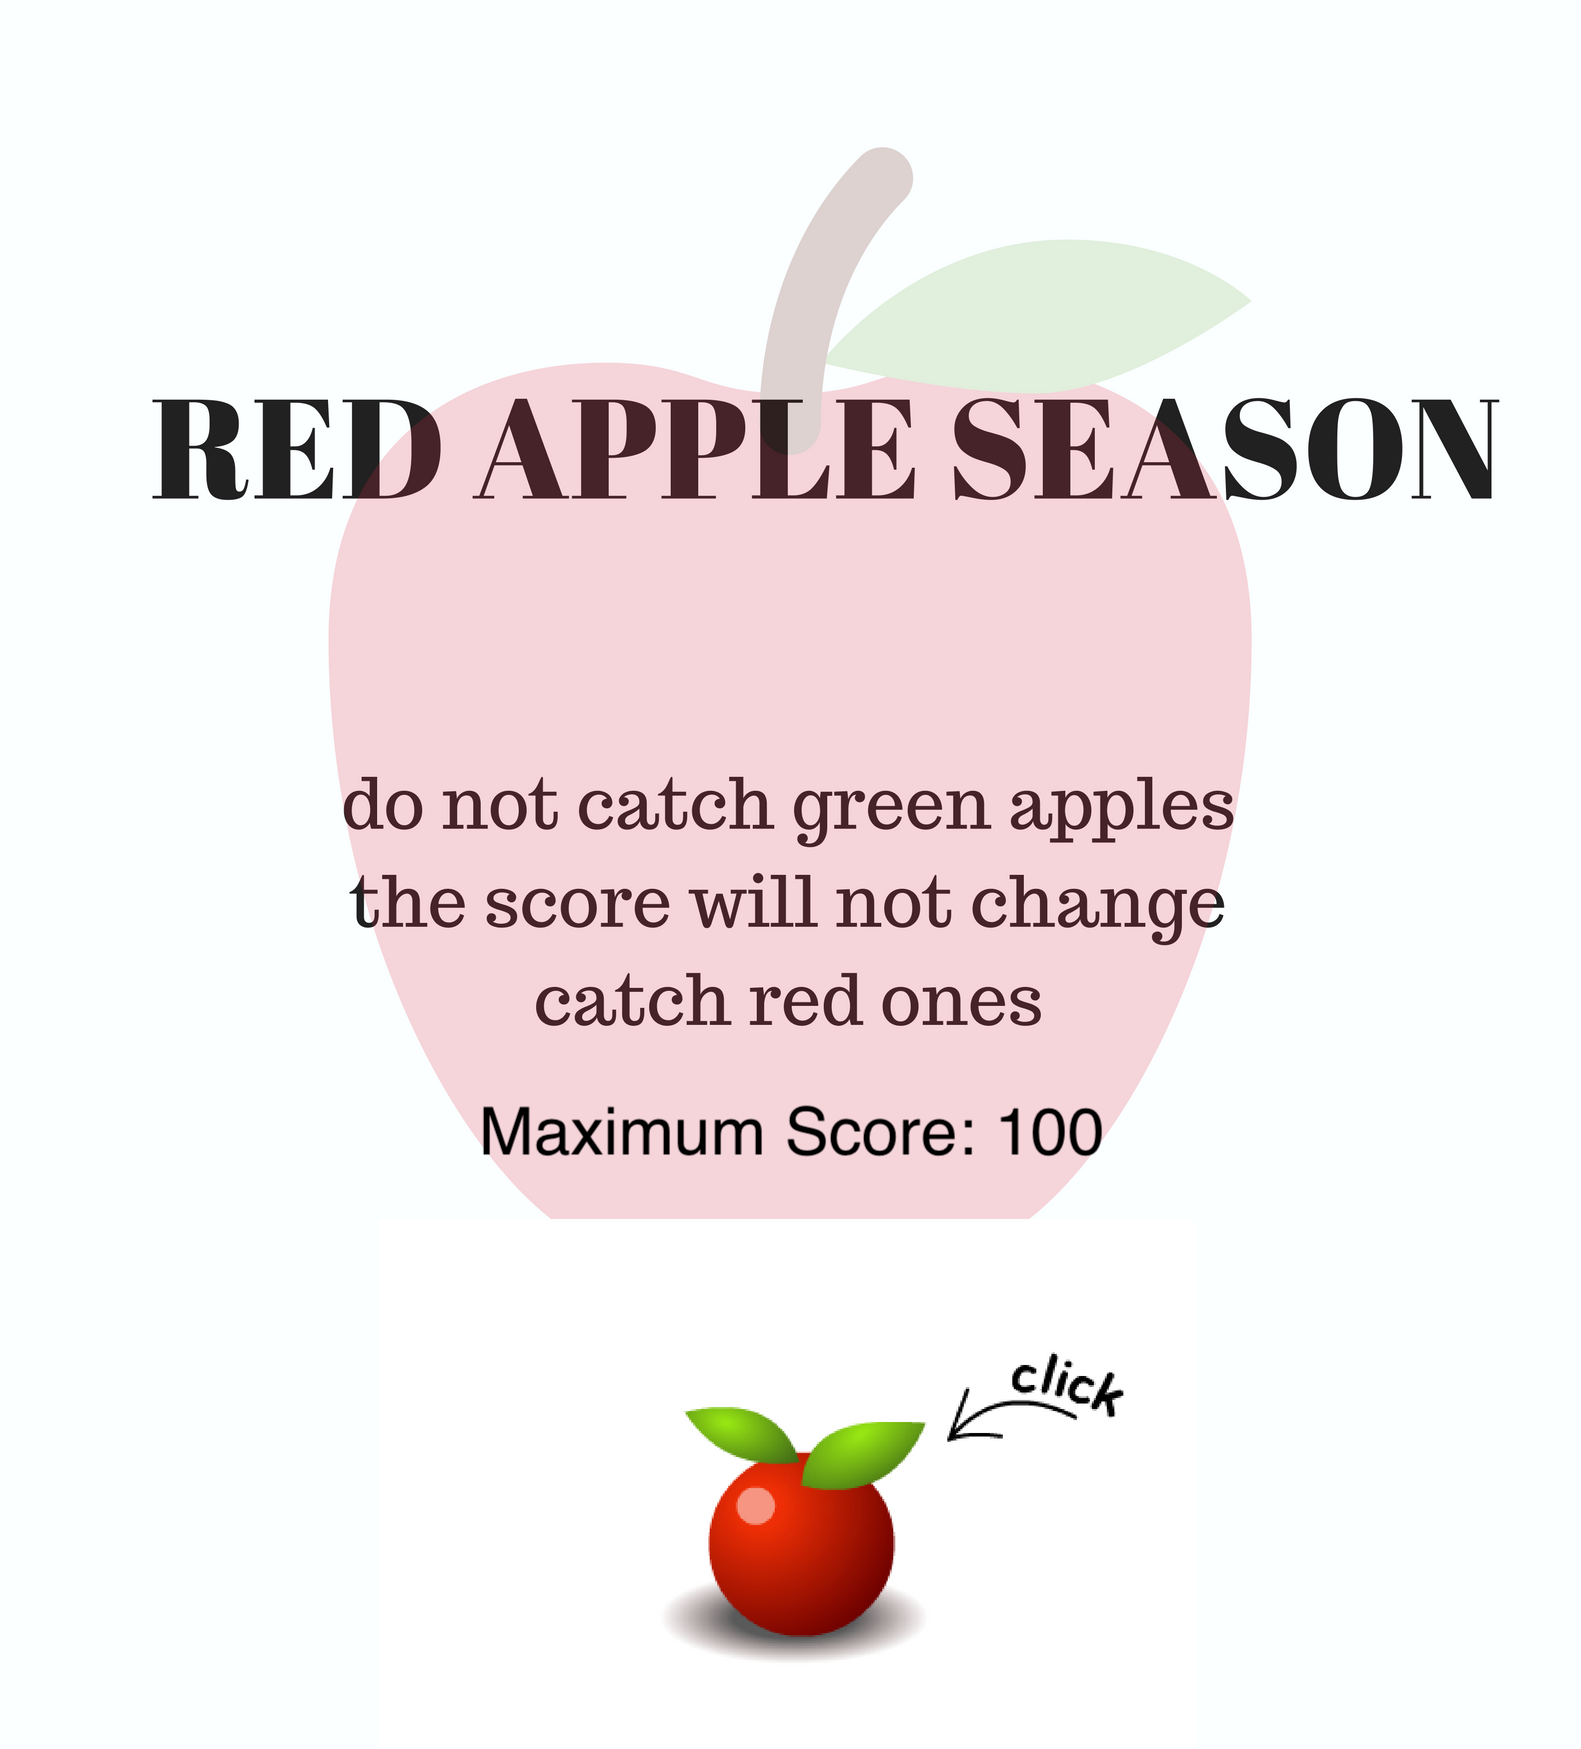 RED APPLE SEASON
do not catch green apples
the score will not change
catch red ones
Maximum Score: 100
click